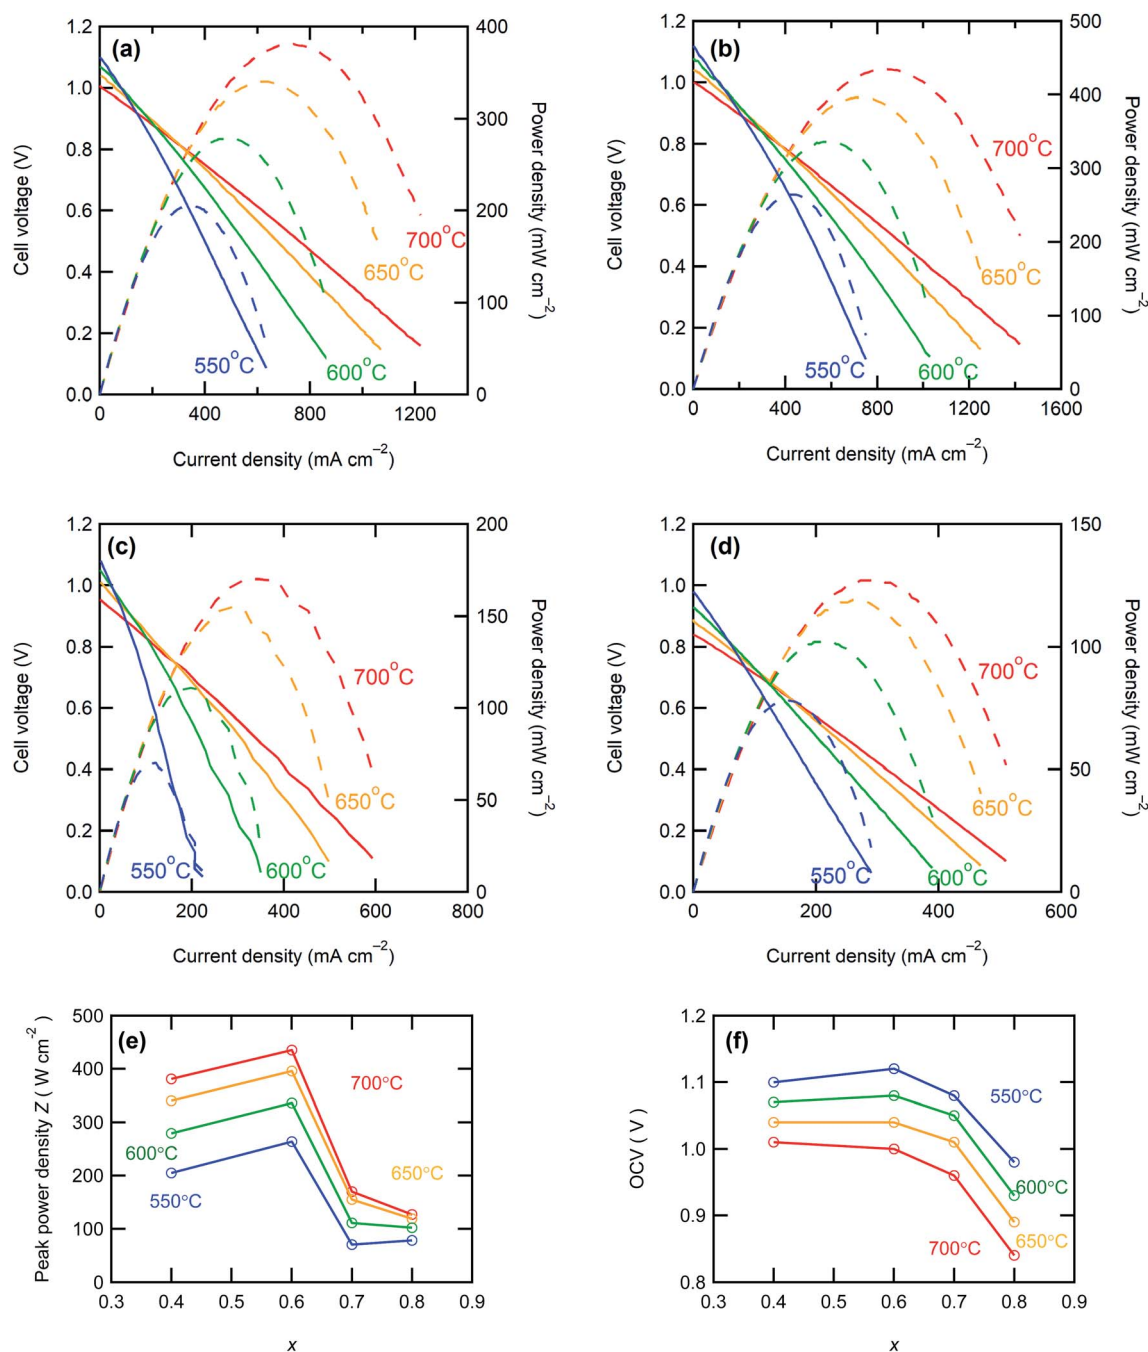 (a)
1.2
1.0
0.8
0.6
0.4
0.2
0.0
Cell voltage (V)
400
300
200
100
0
Power density (mW cm⁻²)
700°C
650°C
600°C
550°C
0 400 800 1200
Current density (mA cm⁻²)
(b)
1.2
1.0
0.8
0.6
0.4
0.2
0.0
Cell voltage (V)
500
400
300
200
100
0
Power density (mW cm⁻²)
700°C
650°C
600°C
550°C
0 400 800 1200 1600
Current density (mA cm⁻²)
(c)
1.2
1.0
0.8
0.6
0.4
0.2
0.0
Cell voltage (V)
200
150
100
50
0
Power density (mW cm⁻²)
700°C
650°C
600°C
550°C
0 200 400 600 800
Current density (mA cm⁻²)
(d)
1.2
1.0
0.8
0.6
0.4
0.2
0.0
Cell voltage (V)
150
100
50
0
Power density (mW cm⁻²)
700°C
650°C
600°C
550°C
0 200 400 600
Current density (mA cm⁻²)
(e)
500
400
300
200
100
0
Peak power density Z ( W cm⁻²)
700°C
650°C
600°C
550°C
0.3 0.4 0.5 0.6 0.7 0.8 0.9
x
(f)
1.2
1.1
1.0
0.9
0.8
OCV ( V)
550°C
600°C
650°C
700°C
0.3 0.4 0.5 0.6 0.7 0.8 0.9
x